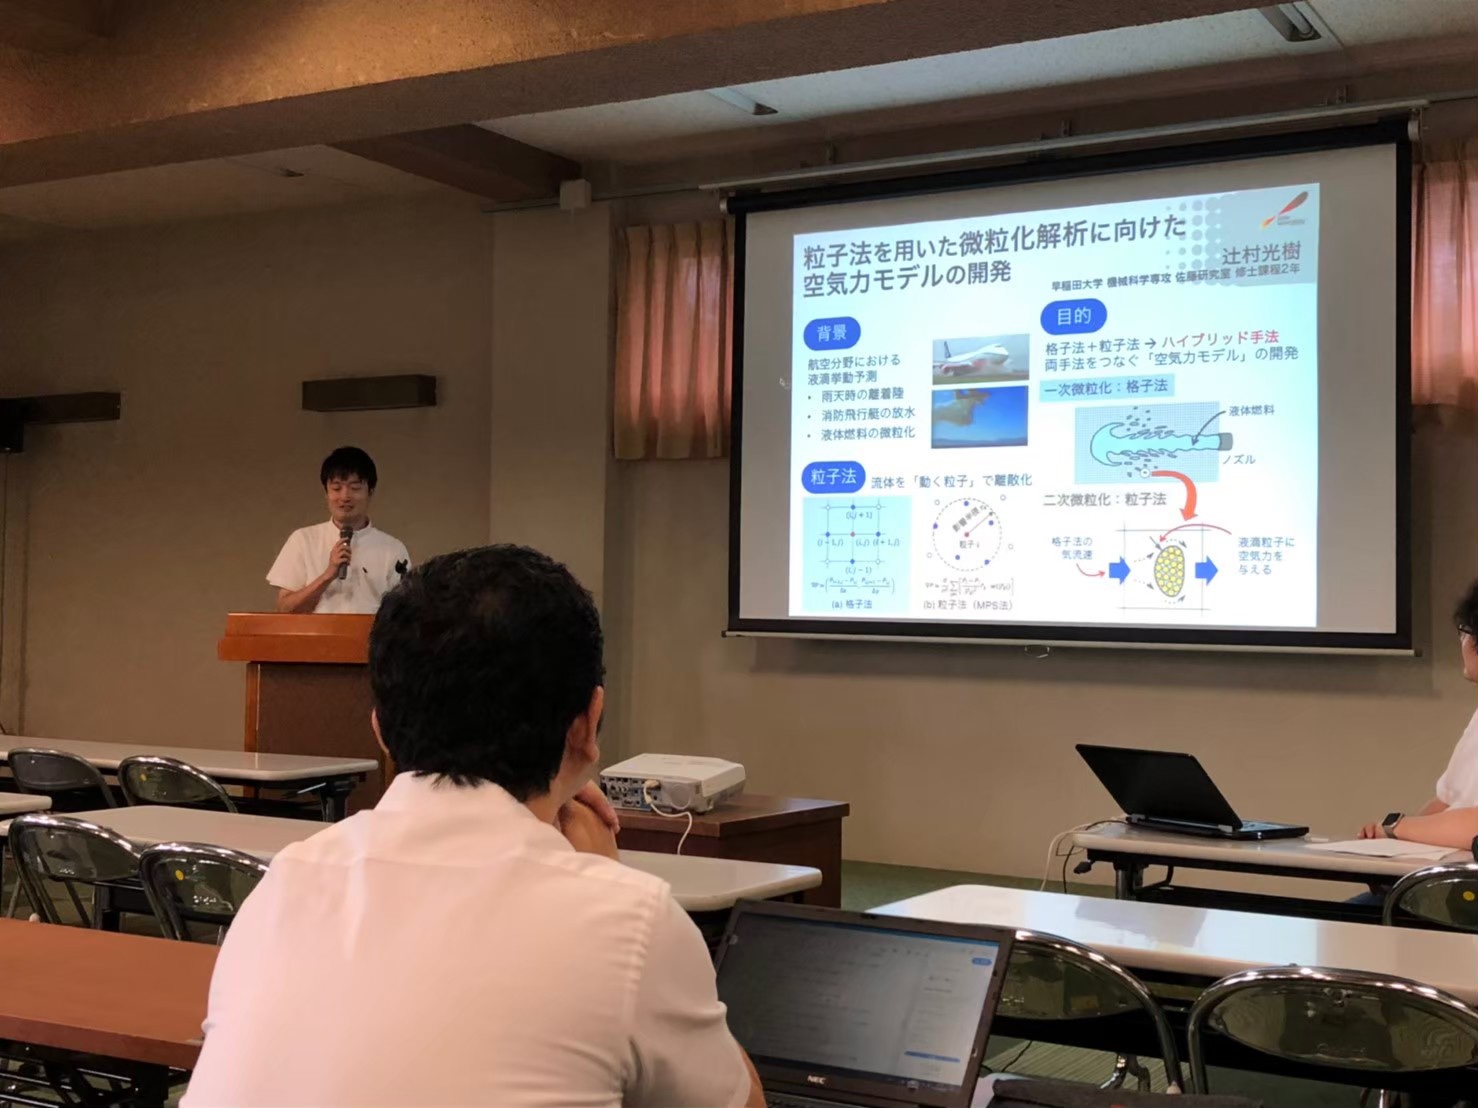 粒子法を用いた微粒化解析に向けた
空気力モデルの開発
辻村光樹
早稲田大学 機械科学専攻 佐藤研究室 修士課程2年
背景
航空分野における
液滴挙動予測
• 雨天時の離着陸
• 消防飛行艇の放水
• 液体燃料の微粒化
目的
格子法+粒子法 → ハイブリッド手法
両手法をつなぐ「空気力モデル」の開発
一次微粒化:格子法
液体燃料
ノズル
粒子法 流体を「動く粒子」で離散化
(i, j + 1)
(i − 1, j) (i, j) (i + 1, j)
(i, j − 1)
(a) 格子法
影響半径
粒子 i
(b) 粒子法(MPS法)
二次微粒化:粒子法
格子法の
気流速
液滴粒子に
空気力を
与える
NEC